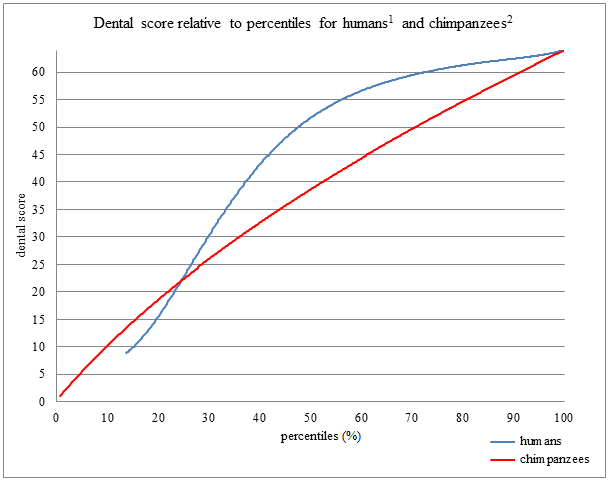 Dental score relative to percentiles for humans¹ and chimpanzees²
60
55
50
45
40
35
30
25
20
15
10
5
0
dental score
0 10 20 30 40 50 60 70 80 90 100
percentiles (%)
humans
chimpanzees